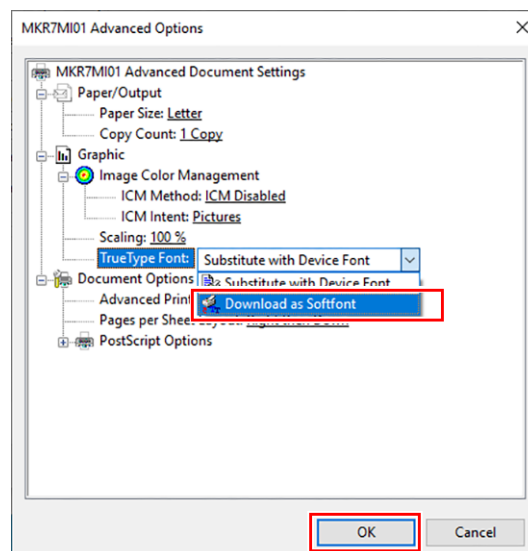 MKR7MI01 Advanced Options
MKR7MI01 Advanced Document Settings
Paper/Output
Paper Size: Letter
Copy Count: 1 Copy
Graphic
Image Color Management
ICM Method: ICM Disabled
ICM Intent: Pictures
Scaling: 100 %
TrueType Font: Substitute with Device Font
Document Options Substitute with Device Font
Advanced Print Download as Softfont
Pages per Sheet
PostScript Options
OK Cancel